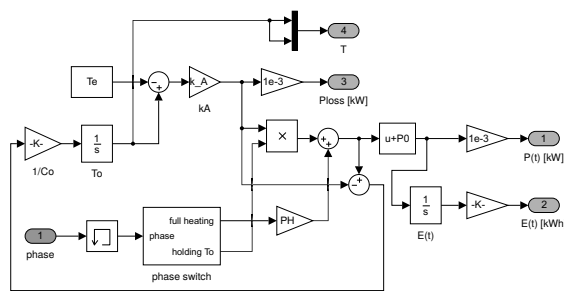 4
T
Te
− +
k_A
kA
1e-3
3
Ploss [kW]
-K-
1/Co
1
s
To
×
+ +
u+P0
1e-3
1
P(t) [kW]
− +
1
s
E(t)
-K-
2
E(t) [kWh
1
phase
full heating
phase
holding To
phase switch
PH